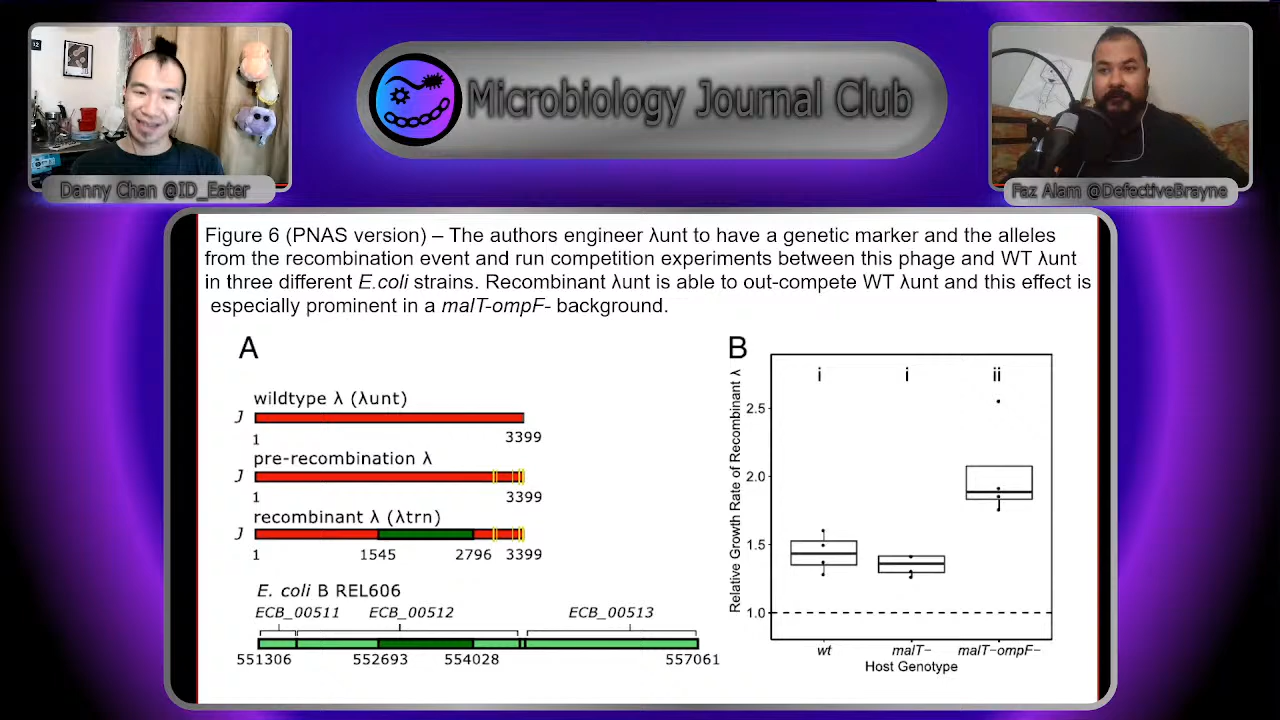 Microbiology Journal Club
Danny Chan @ID_Eater
Faz Alam @DefectiveBrayne
Figure 6 (PNAS version) – The authors engineer λunt to have a genetic marker and the alleles
from the recombination event and run competition experiments between this phage and WT λunt
in three different E.coli strains. Recombinant λunt is able to out-compete WT λunt and this effect is
especially prominent in a malT-ompF- background.
A
wildtype λ (λunt)
J
1 3399
pre-recombination λ
J
1 3399
recombinant λ (λtrn)
J
1 1545 2796 3399
E. coli B REL606
ECB_00511 ECB_00512 ECB_00513
551306 552693 554028 557061
B
Relative Growth Rate of Recombinant λ
i i ii
2.5
2.0
1.5
1.0
wt malT− malT−ompF−
Host Genotype